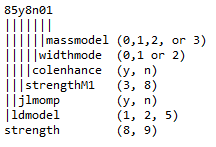 85y8n01
|||||||
||||||massmodel (0,1,2, or 3)
|||||widthmode (0,1 or 2)
||||colenhance (y, n)
|||strengthM1 (3, 8)
||jlmomp (y, n)
|ldmodel (1, 2, 5)
strength (8, 9)